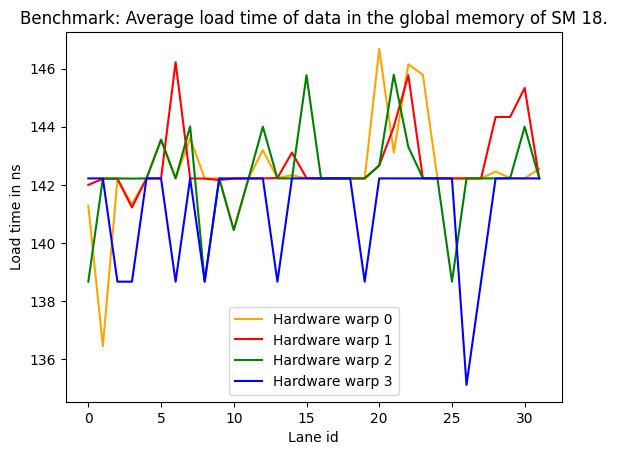 Benchmark: Average load time of data in the global memory of SM 18.
Load time in ns
146
144
142
140
138
136
Hardware warp 0
Hardware warp 1
Hardware warp 2
Hardware warp 3
0 5 10 15 20 25 30
Lane id